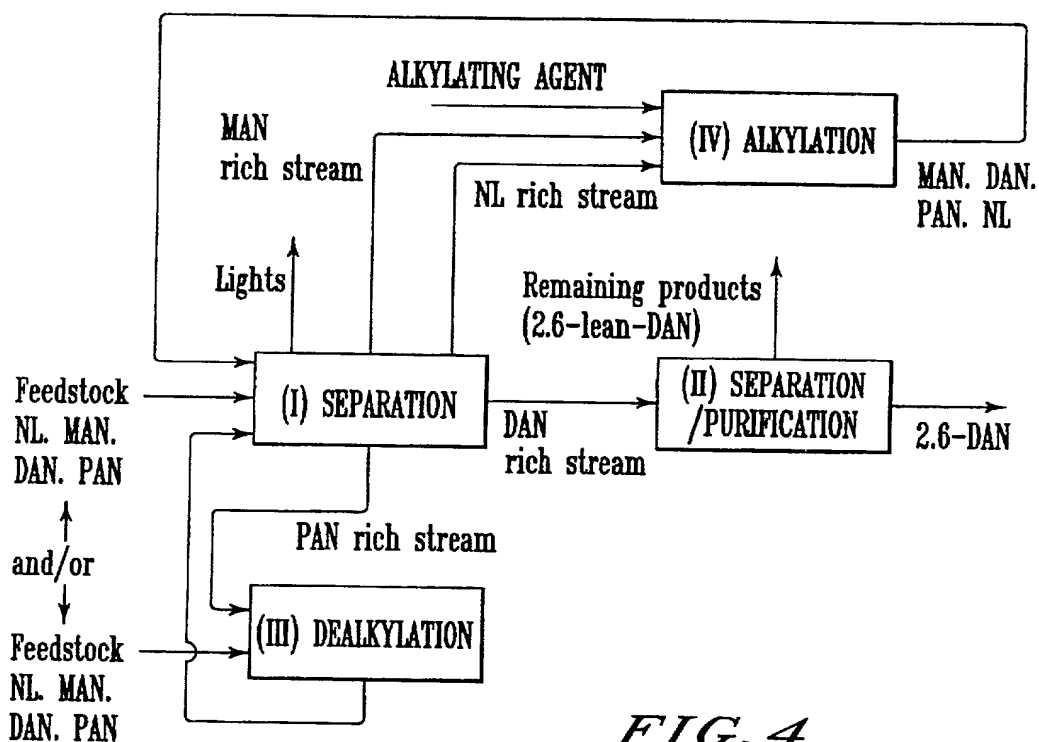 ALKYLATING AGENT
MAN
rich stream
(IV) ALKYLATION
NL rich stream
MAN. DAN.
PAN. NL
Lights
Remaining products
(2.6-lean-DAN)
Feedstock
NL. MAN.
DAN. PAN
(I) SEPARATION
DAN
rich stream
(II) SEPARATION
/PURIFICATION
2.6-DAN
PAN rich stream
and/or
(III) DEALKYLATION
Feedstock
NL. MAN.
DAN. PAN
FIG. 4